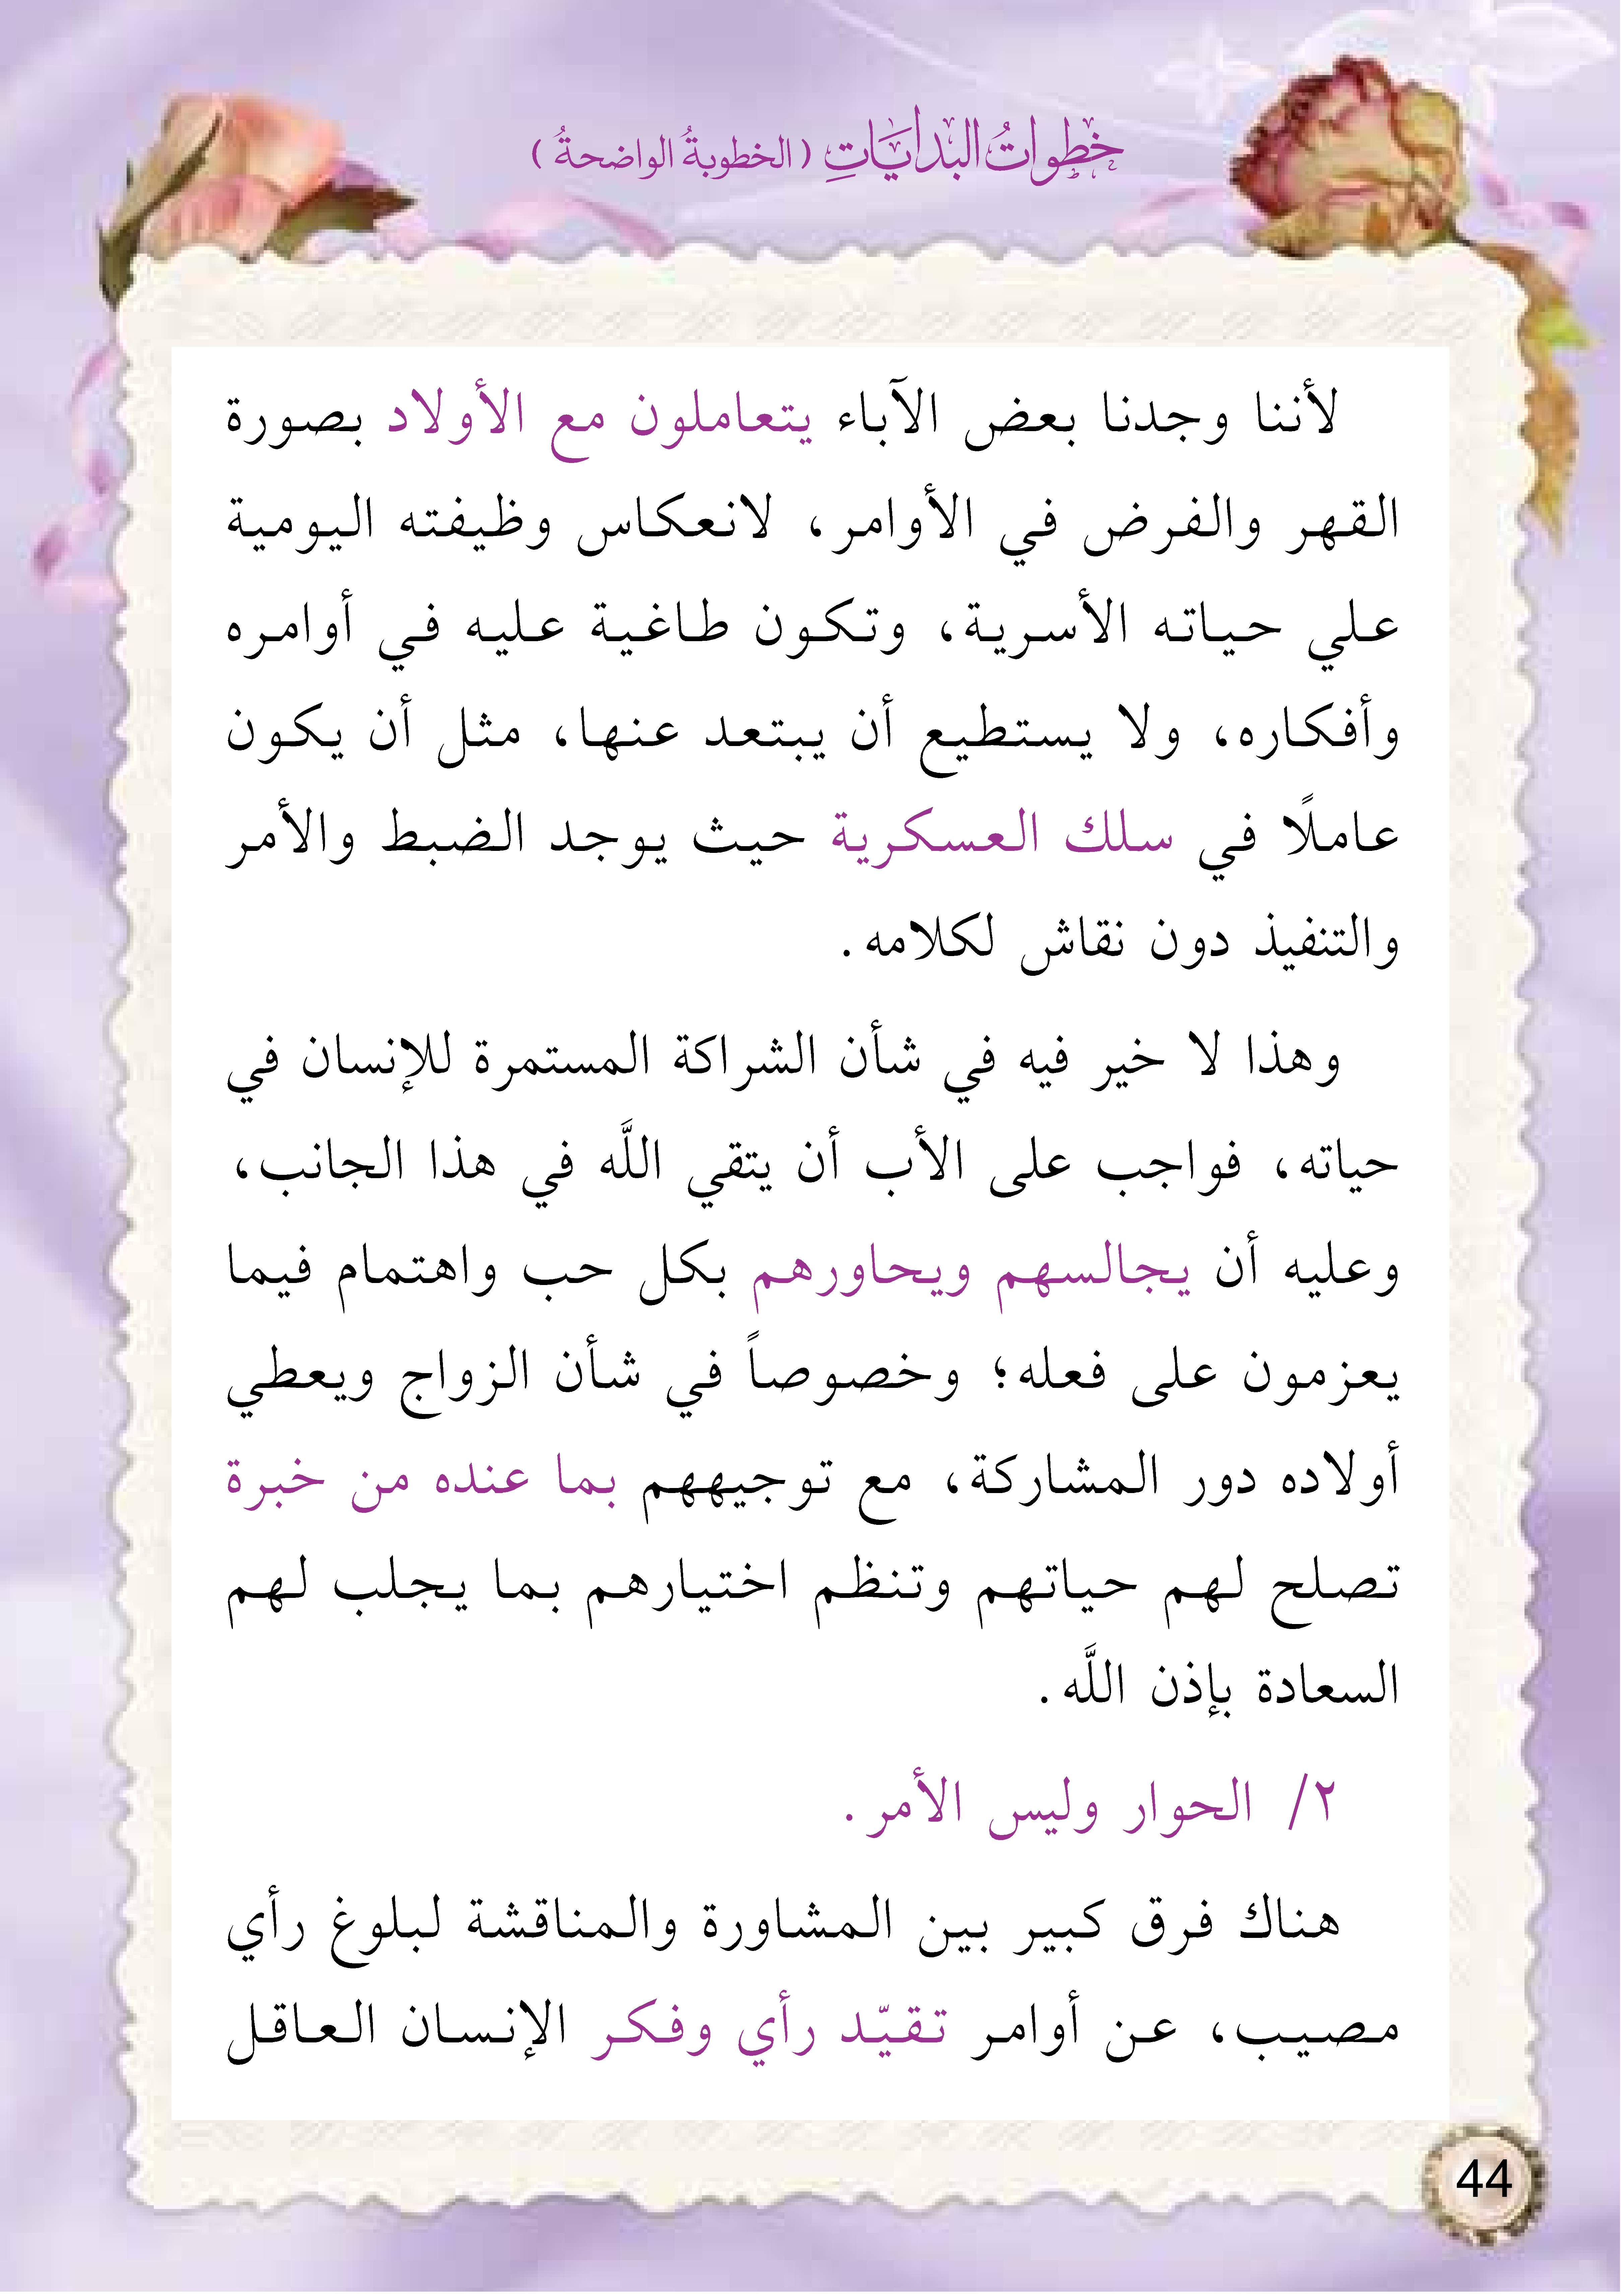 خطواتُ البدايَاتِ ( الخطوبةُ الواضحةُ )
لأننا وجدنا بعض الآباء يتعاملون مع الأولاد بصورة
القهر والفرض في الأوامر، لانعكاس وظيفته اليومية
علي حياته الأسرية، وتكون طاغية عليه في أوامره
وأفكاره، ولا يستطيع أن يبتعد عنها، مثل أن يكون
عاملًا في سلك العسكرية حيث يوجد الضبط والأمر
والتنفيذ دون نقاش لكلامه.
وهذا لا خير فيه في شأن الشراكة المستمرة للإنسان في
حياته، فواجب على الأب أن يتقي اللَّه في هذا الجانب،
وعليه أن يجالسهم ويحاورهم بكل حب واهتمام فيما
يعزمون على فعله؛ وخصوصاً في شأن الزواج ويعطي
أولاده دور المشاركة، مع توجيههم بما عنده من خبرة
تصلح لهم حياتهم وتنظم اختيارهم بما يجلب لهم
السعادة بإذن اللَّه.
٢/ الحوار وليس الأمر.
هناك فرق كبير بين المشاورة والمناقشة لبلوغ رأي
مصيب، عن أوامر تقيّد رأي وفكر الإنسان العاقل
44